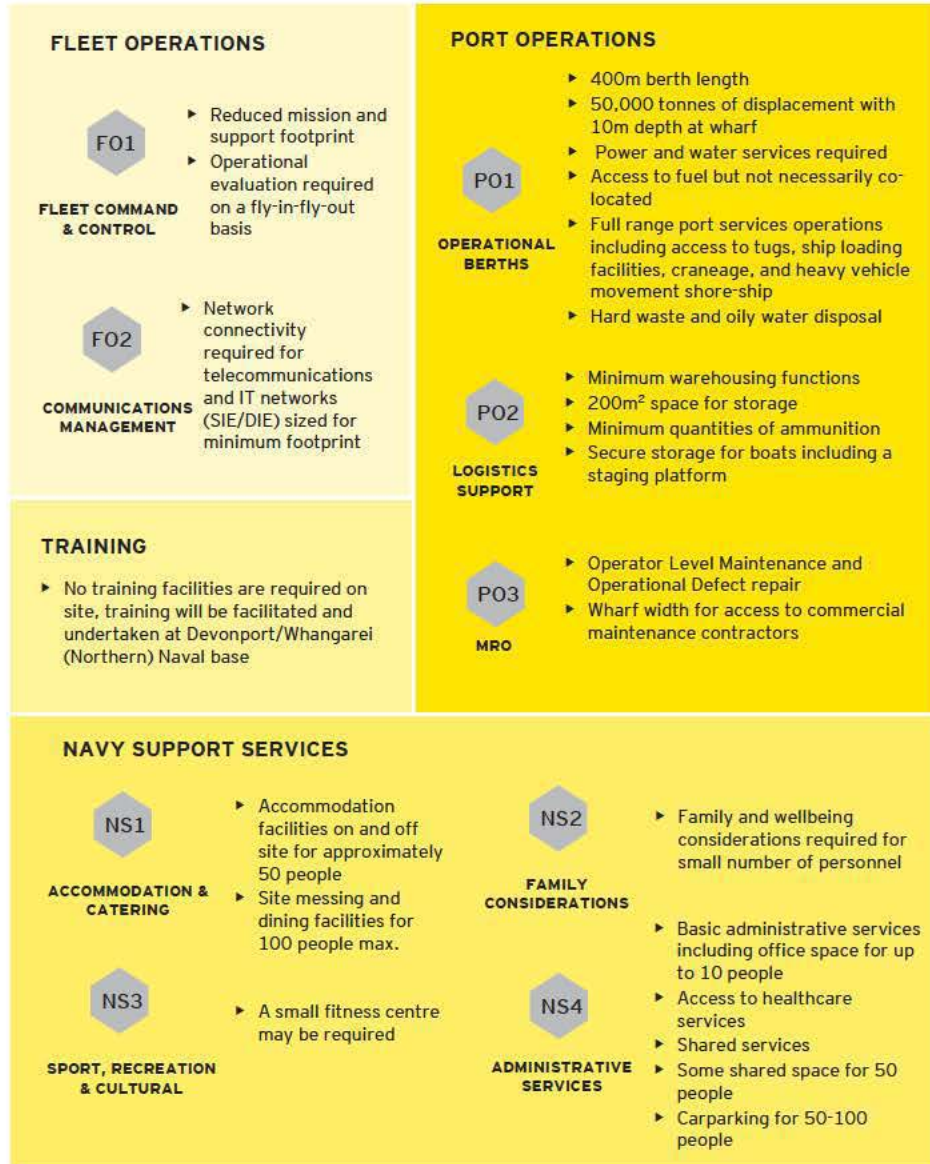 FLEET OPERATIONS
FO1
FLEET COMMAND
& CONTROL
▸ Reduced mission and
support footprint
▸ Operational
evaluation required
on a fly-in-fly-out
basis
FO2
COMMUNICATIONS
MANAGEMENT
▸ Network
connectivity
required for
telecommunications
and IT networks
(SIE/DIE) sized for
minimum footprint
TRAINING
▸ No training facilities are required on
site, training will be facilitated and
undertaken at Devonport/Whangarei
(Northern) Naval base
PORT OPERATIONS
PO1
OPERATIONAL
BERTHS
▸ 400m berth length
▸ 50,000 tonnes of displacement with
10m depth at wharf
▸ Power and water services required
▸ Access to fuel but not necessarily co-
located
▸ Full range port services operations
including access to tugs, ship loading
facilities, craneage, and heavy vehicle
movement shore-ship
▸ Hard waste and oily water disposal
PO2
LOGISTICS
SUPPORT
▸ Minimum warehousing functions
▸ 200m² space for storage
▸ Minimum quantities of ammunition
▸ Secure storage for boats including a
staging platform
PO3
MRO
▸ Operator Level Maintenance and
Operational Defect repair
▸ Wharf width for access to commercial
maintenance contractors
NAVY SUPPORT SERVICES
NS1
ACCOMMODATION &
CATERING
▸ Accommodation
facilities on and off
site for approximately
50 people
▸ Site messing and
dining facilities for
100 people max.
NS2
FAMILY
CONSIDERATIONS
▸ Family and wellbeing
considerations required for
small number of personnel
NS3
SPORT, RECREATION
& CULTURAL
▸ A small fitness centre
may be required
NS4
ADMINISTRATIVE
SERVICES
▸ Basic administrative services
including office space for up
to 10 people
▸ Access to healthcare
services
▸ Shared services
▸ Some shared space for 50
people
▸ Carparking for 50-100
people